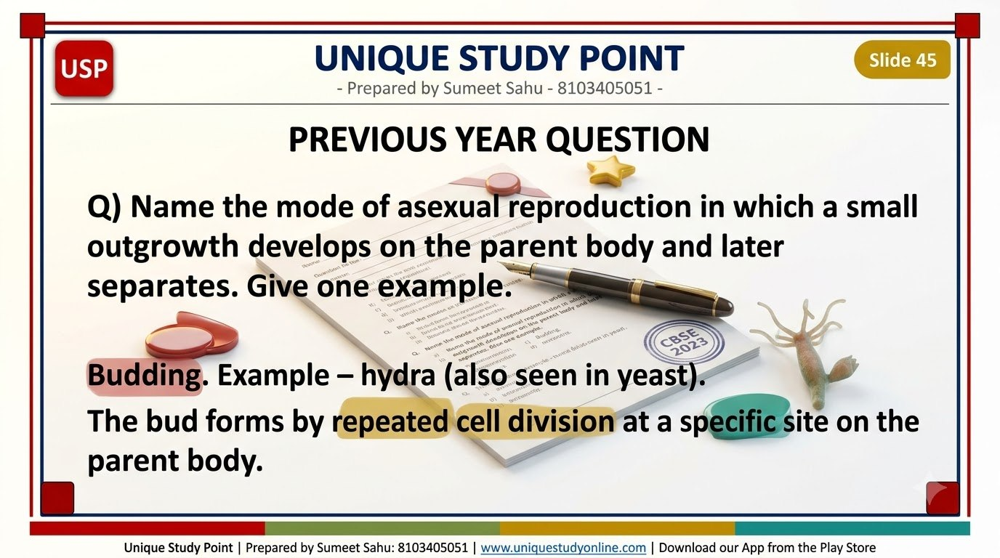 USP
UNIQUE STUDY POINT
Slide 45
- Prepared by Sumeet Sahu - 8103405051 -
PREVIOUS YEAR QUESTION
Q) Name the mode of asexual reproduction in which a small
outgrowth develops on the parent body and later
separates. Give one example.
CBSE
2023
Budding. Example – hydra (also seen in yeast).
The bud forms by repeated cell division at a specific site on the
parent body.
Unique Study Point | Prepared by Sumeet Sahu: 8103405051 | www.uniquestudyonline.com | Download our App from the Play Store